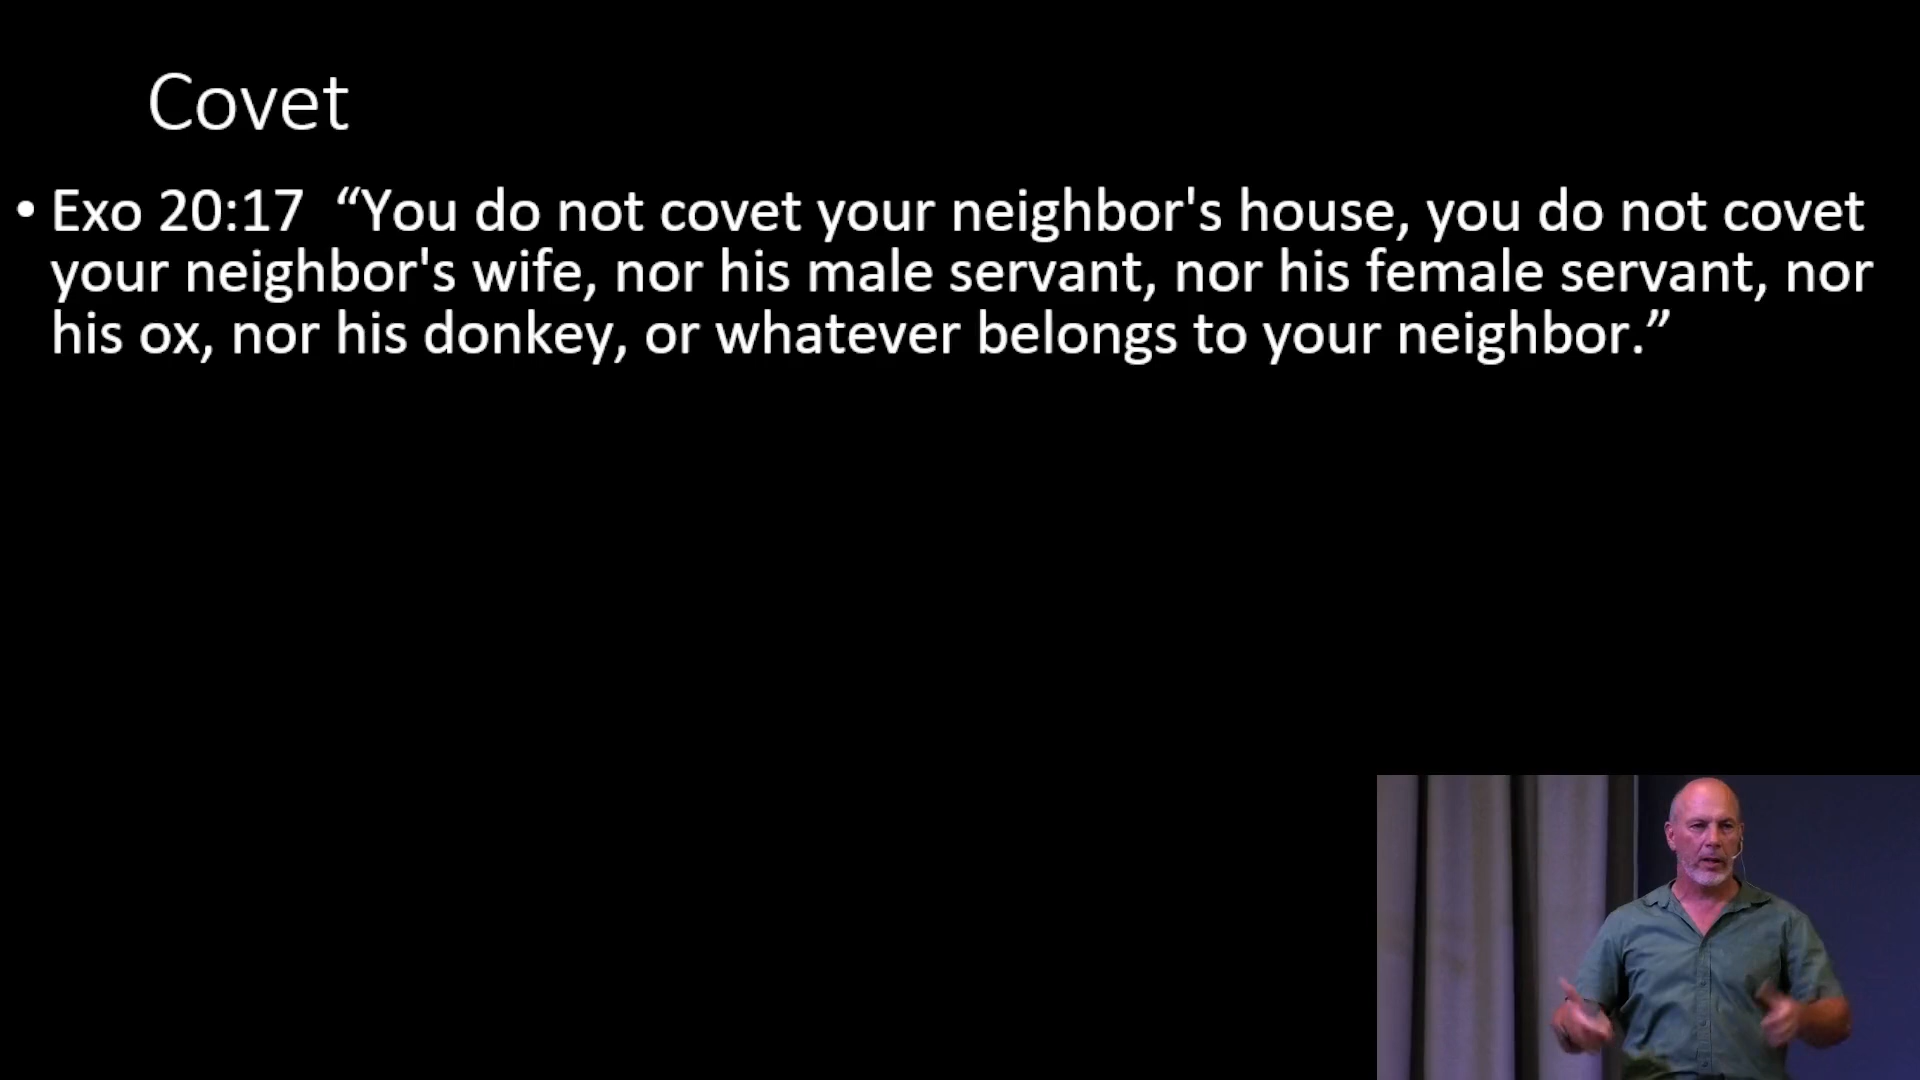 Covet
• Exo 20:17  “You do not covet your neighbor's house, you do not covet
your neighbor's wife, nor his male servant, nor his female servant, nor
his ox, nor his donkey, or whatever belongs to your neighbor.”